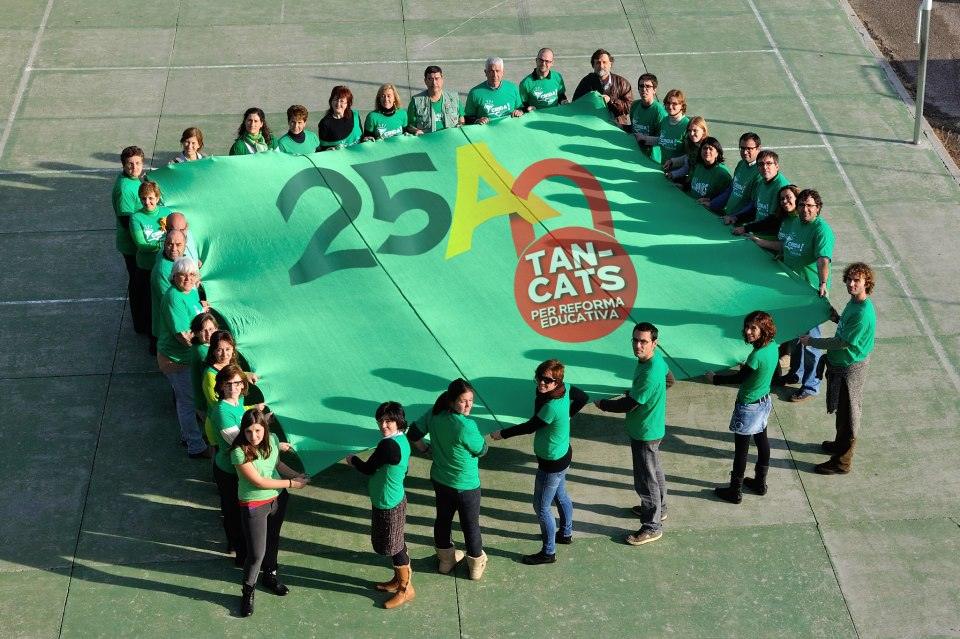 25A
TAN-
CATS
PER REFORMA
EDUCATIVA